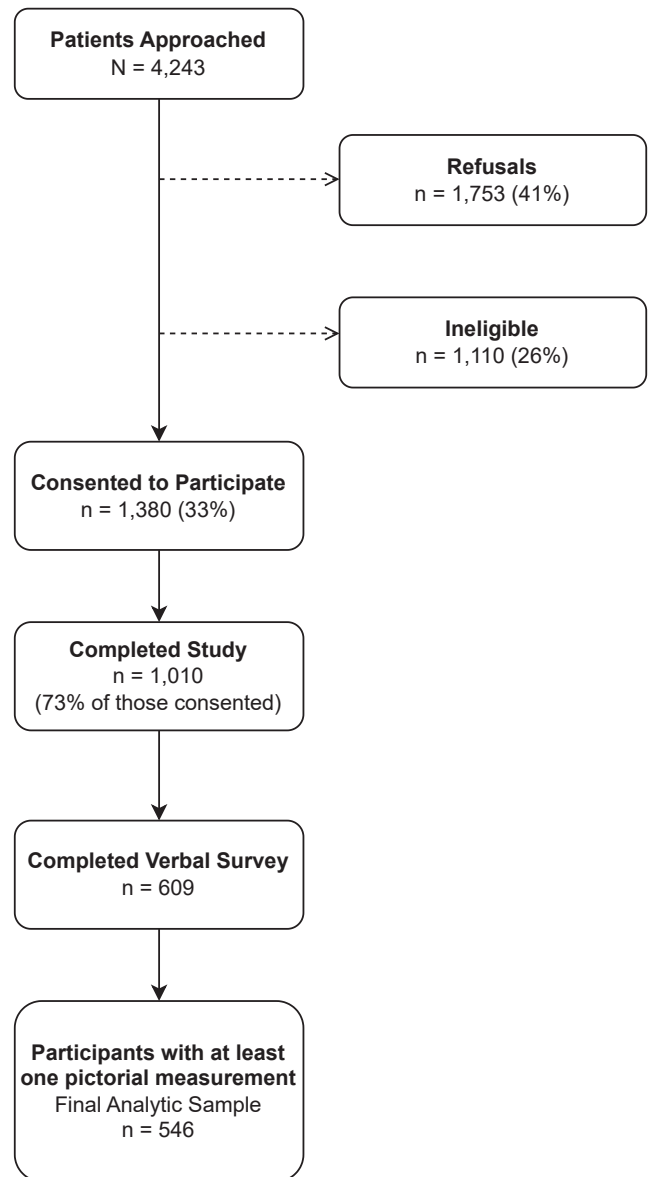 Patients Approached
N = 4,243
Refusals
n = 1,753 (41%)
Ineligible
n = 1,110 (26%)
Consented to Participate
n = 1,380 (33%)
Completed Study
n = 1,010
(73% of those consented)
Completed Verbal Survey
n = 609
Participants with at least
one pictorial measurement
Final Analytic Sample
n = 546